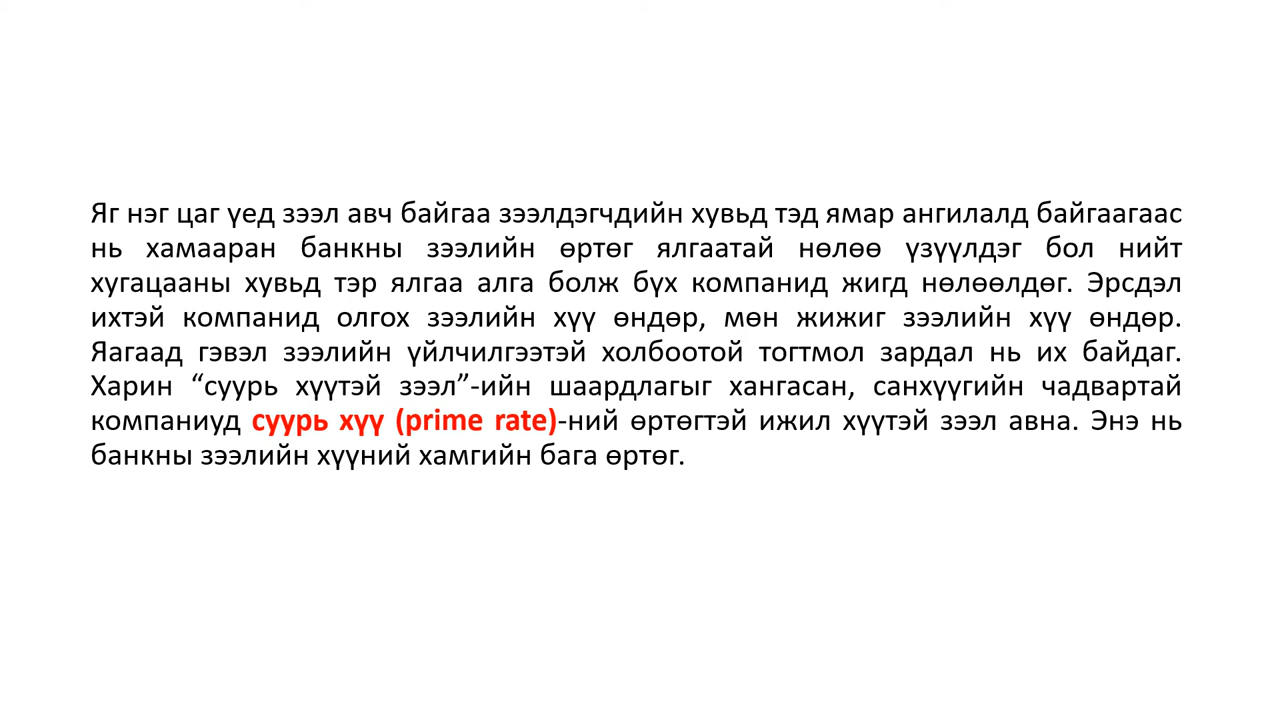 Яг нэг цаг үед зээл авч байгаа зээлдэгчдийн хувьд тэд ямар ангилалд байгаагаас
нь хамааран банкны зээлийн өртөг ялгаатай нөлөө үзүүлдэг бол нийт
хугацааны хувьд тэр ялгаа алга болж бүх компанид жигд нөлөөлдөг. Эрсдэл
ихтэй компанид олгох зээлийн хүү өндөр, мөн жижиг зээлийн хүү өндөр.
Яагаад гэвэл зээлийн үйлчилгээтэй холбоотой тогтмол зардал нь их байдаг.
Харин “суурь хүүтэй зээл”-ийн шаардлагыг хангасан, санхүүгийн чадвартай
компаниуд суурь хүү (prime rate)-ний өртөгтэй ижил хүүтэй зээл авна. Энэ нь
банкны зээлийн хүүний хамгийн бага өртөг.